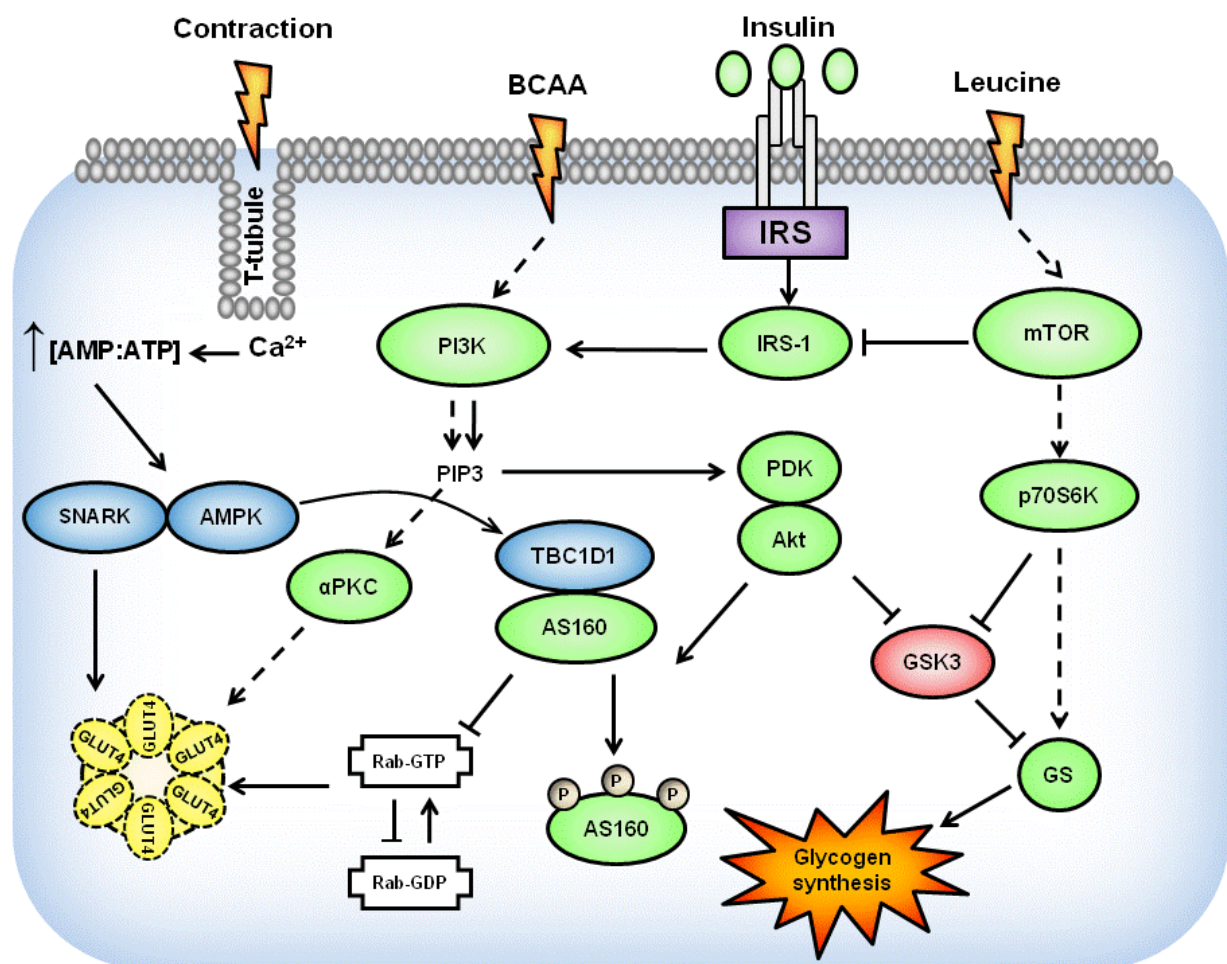 Contraction
BCAA
Insulin
Leucine
T-tubule
IRS
↑ [AMP:ATP]
Ca²⁺
PI3K
IRS-1
mTOR
PIP3
PDK
Akt
p70S6K
SNARK
AMPK
TBC1D1
AS160
αPKC
GSK3
GLUT4
GLUT4
GLUT4
GLUT4
GLUT4
GLUT4
Rab-GTP
Rab-GDP
P
P
P
AS160
GS
Glycogen
synthesis